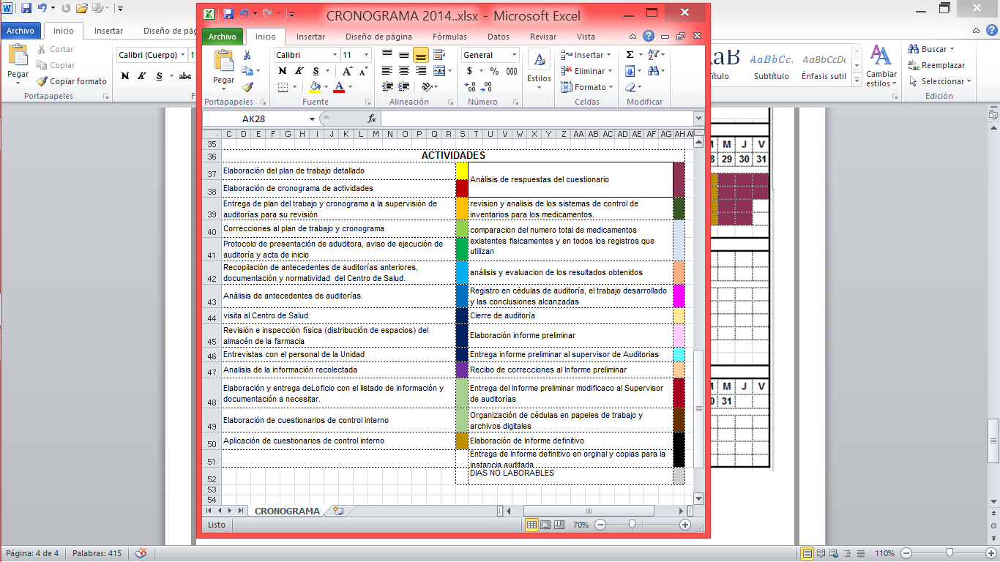 CRONOGRAMA 2014..xlsx - Microsoft Excel
Archivo Inicio Insertar Diseño de pág
Archivo Inicio Insertar Diseño de página Fórmulas Datos Revisar Vista
Pegar
Cortar
Copiar
Copiar formato
Portapapeles
Calibri (Cuerpo)
N K S abc
Pegar
Portapapeles
Calibri 11
N K S A A
Fuente
Alineación
General
$ % 000
Número
Estilos
Insertar
Eliminar
Formato
Celdas
Σ
Modificar
AaBbCc.
AaBbCcDc
Subtítulo
Énfasis sutil
Cambiar
estilos
Buscar
Reemplazar
Seleccionar
Edición
AK28
fx
C D E F G H I J K L M N O P Q R S T U V W X Y Z AA AB AC AD AE AF AG AH
35
36 ACTIVIDADES
37 Elaboración del plan de trabajo detallado
38 Elaboración de cronograma de actividades
Análisis de respuestas del cuestionario
39 Entrega de plan del trabajo y cronograma a la supervisión de
auditorías para su revisión
revision y analisis de los sistemas de control de
inventarios para los medicamentos.
40 Correcciones al plan de trabajo y cronograma
41 Protocolo de presentación de aduditora, aviso de ejecución de
auditoría y acta de inicio
comparacion del numero total de medicamentos
existentes fisicamentes y en todos los registros que
utilizan
42 Recopilación de antecedentes de auditorías anteriores,
documentación y normatividad del Centro de Salud.
análisis y evaluacion de los resultados obtenidos
43 Análisis de antecedentes de auditorías.
Registro en cédulas de auditoría, el trabajo desarrollado
y las conclusiones alcanzadas
44 visita al Centro de Salud
Cierre de auditoría
45 Revisión e inspección física (distribución de espacios) del
almacén de la farmacia
Elaboración informe preliminar
46 Entrevistas con el personal de la Unidad
Entrega informe preliminar al supervisor de Auditorias
47 Analisis de la información recolectada
Recibo de correcciones al Informe preliminar
48 Elaboración y entrega deLoficio con el listado de información y
documentación a necesitar.
Entrega del Informe preliminar modificaco al Supervisor
de auditorías
49 Elaboración de cuestionarios de control interno
Organización de cédulas en papeles de trabajo y
archivos digitales
50 Aplicación de cuestionarios de control interno
Elaboración de Informe definitivo
51 Entrega de Informe definitivo en orginal y copias para la
instancia auditada
52 DIAS NO LABORABLES
53
54
M J V
29 30 31
M J V
31
CRONOGRAMA
Listo
70%
Página: 4 de 4 Palabras: 415
110%